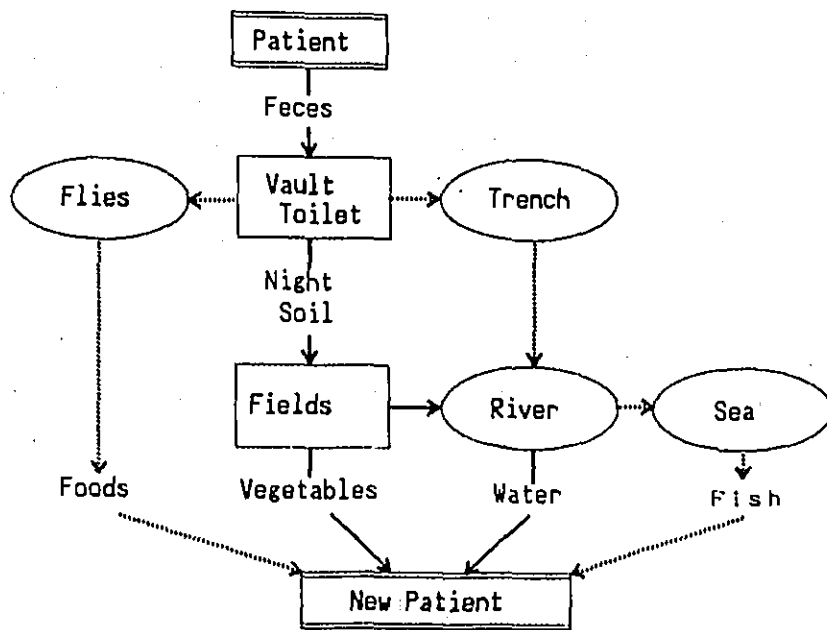 Patient
Feces
Flies
Vault
Toilet
Trench
Night
Soil
Fields
River
Sea
Foods
Vegetables
Water
Fish
New Patient